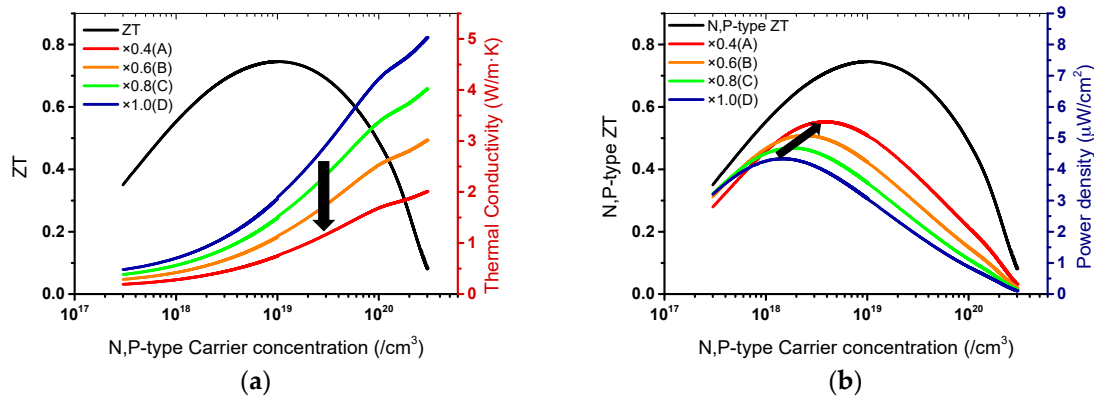 ZT
×0.4(A)
×0.6(B)
×0.8(C)
×1.0(D)
0.8
0.6
0.4
0.2
0.0
ZT
5
4
3
2
1
0
Thermal Conductivity (W/m·K)
10^17 10^18 10^19 10^20
N,P-type Carrier concentration (/cm^3)
(a)
N,P-type ZT
×0.4(A)
×0.6(B)
×0.8(C)
×1.0(D)
0.8
0.6
0.4
0.2
0.0
N,P-type ZT
9
8
7
6
5
4
3
2
1
0
Power density (μW/cm^2)
10^17 10^18 10^19 10^20
N,P-type Carrier concentration (/cm^3)
(b)